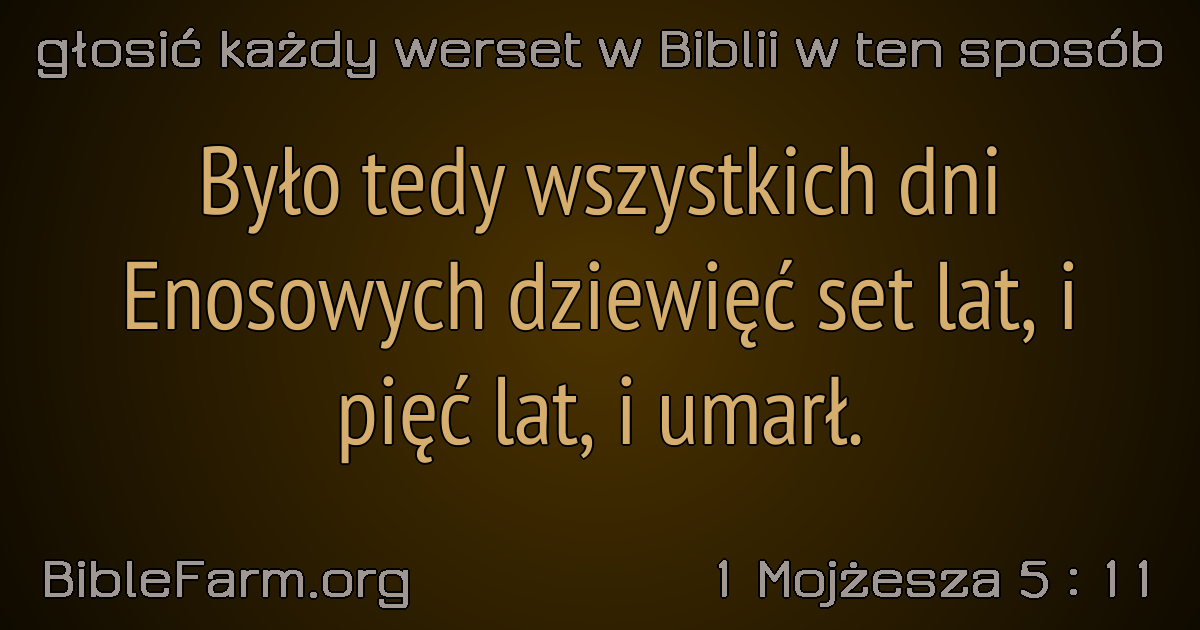 głosić każdy werset w Biblii w ten sposób
Było tedy wszystkich dni
Enosowych dziewięć set lat, i
pięć lat, i umarł.
BibleFarm.org
1 Mojżesza 5 : 11